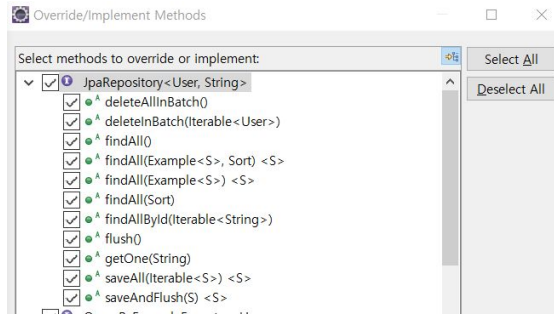 Override/Implement Methods
Select methods to override or implement:
Select All
Deselect All
JpaRepository<User, String>
deleteAllInBatch()
deleteInBatch(Iterable<User>)
findAll()
findAll(Example<S>, Sort) <S>
findAll(Example<S>) <S>
findAll(Sort)
findAllById(Iterable<String>)
flush()
getOne(String)
saveAll(Iterable<S>) <S>
saveAndFlush(S) <S>